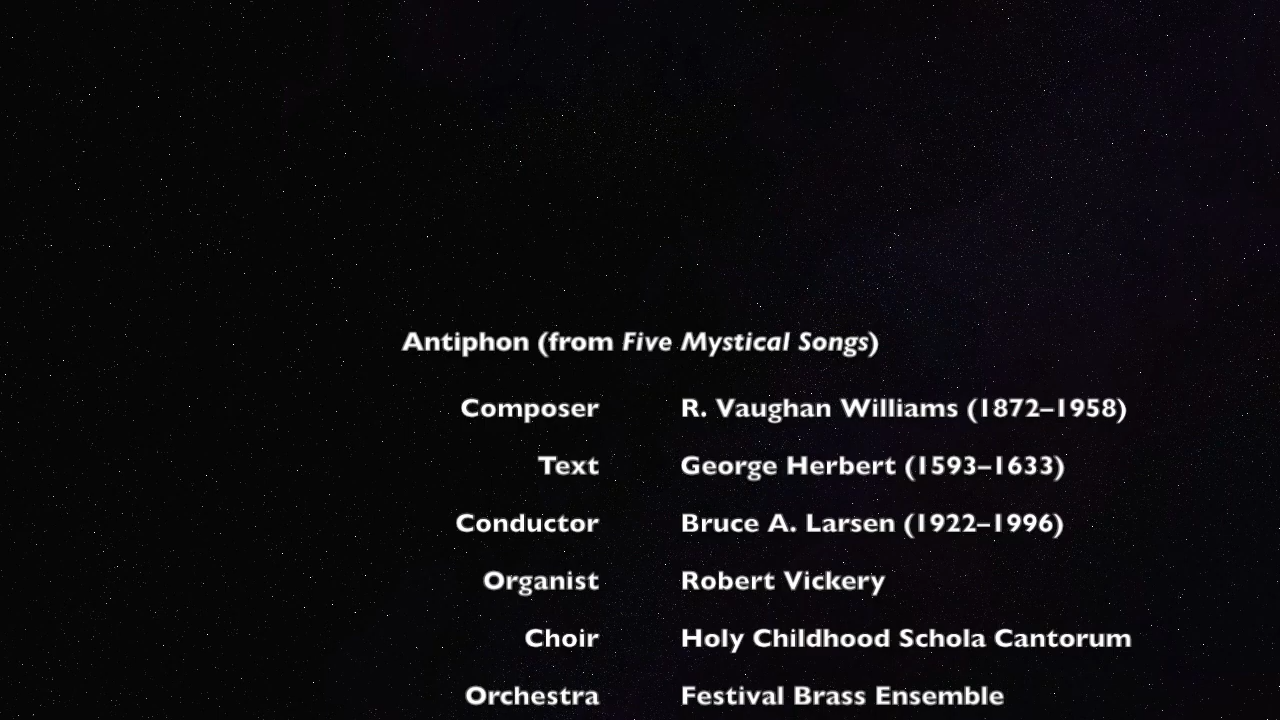 Antiphon (from Five Mystical Songs)
Composer R. Vaughan Williams (1872–1958)
Text George Herbert (1593–1633)
Conductor Bruce A. Larsen (1922–1996)
Organist Robert Vickery
Choir Holy Childhood Schola Cantorum
Orchestra Festival Brass Ensemble